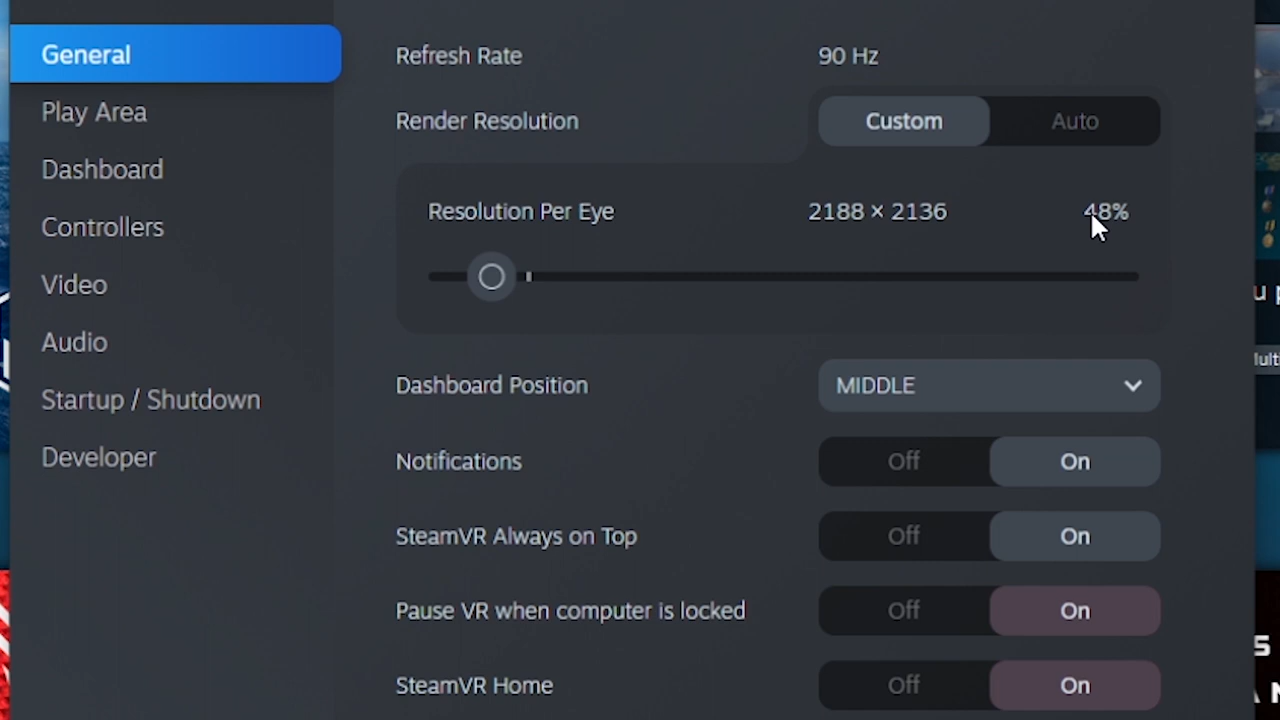 General
Play Area
Dashboard
Controllers
Video
Audio
Startup / Shutdown
Developer
Refresh Rate 90 Hz
Render Resolution Custom Auto
Resolution Per Eye 2188 × 2136 48%
Dashboard Position MIDDLE
Notifications Off On
SteamVR Always on Top Off On
Pause VR when computer is locked Off On
SteamVR Home Off On